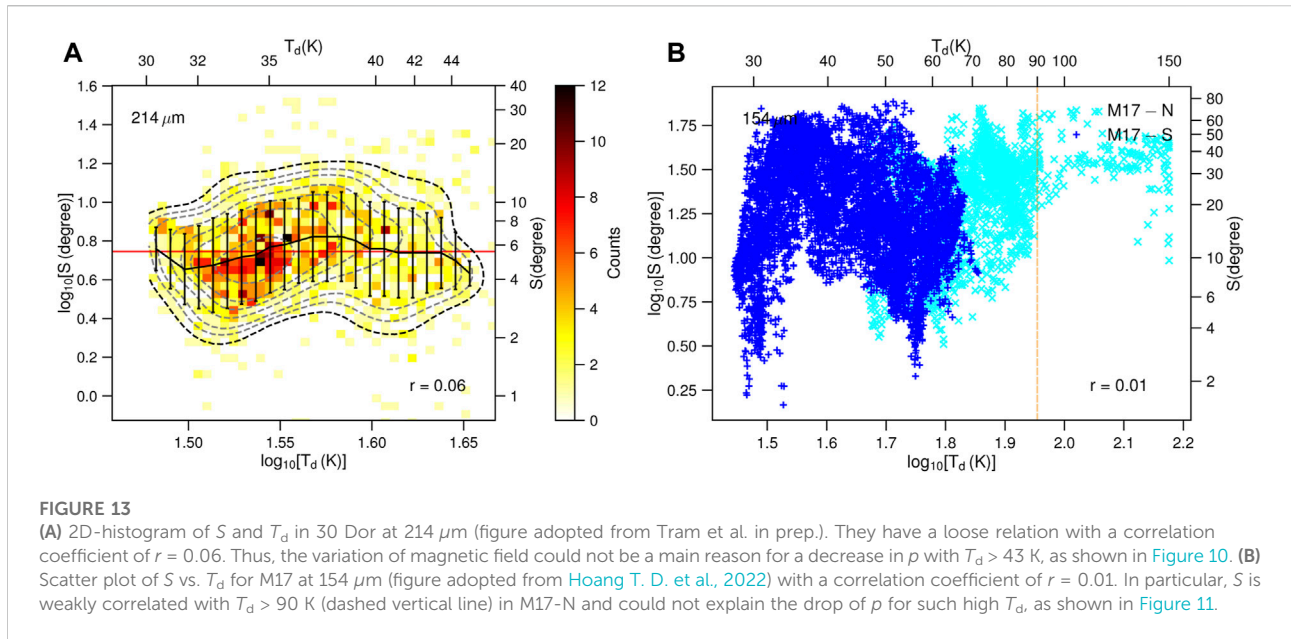 A
T_d(K)
30 32 35 40 42 44
1.6
1.4
1.2
1.0
0.8
0.6
0.4
0.2
0.0
log₁₀[S (degree)]
214 μm
r = 0.06
40
30
20
10
8
6
4
2
1
S(degree)
12
10
8
6
4
2
0
Counts
1.50 1.55 1.60 1.65
log₁₀[T_d (K)]
B
T_d(K)
30 40 50 60 70 80 90 100 150
1.75
1.50
1.25
1.00
0.75
0.50
0.25
log₁₀[S (degree)]
154 μm
M17 − N
M17 − S
r = 0.01
80
60
50
40
30
20
10
8
6
4
2
S(degree)
1.5 1.6 1.7 1.8 1.9 2.0 2.1 2.2
log₁₀[T_d (K)]
FIGURE 13
(A) 2D-histogram of S and T_d in 30 Dor at 214 μm (figure adopted from Tram et al. in prep.). They have a loose relation with a correlation
coefficient of r = 0.06. Thus, the variation of magnetic field could not be a main reason for a decrease in p with T_d > 43 K, as shown in Figure 10. (B)
Scatter plot of S vs. T_d for M17 at 154 μm (figure adopted from Hoang T. D. et al., 2022) with a correlation coefficient of r = 0.01. In particular, S is
weakly correlated with T_d > 90 K (dashed vertical line) in M17-N and could not explain the drop of p for such high T_d, as shown in Figure 11.